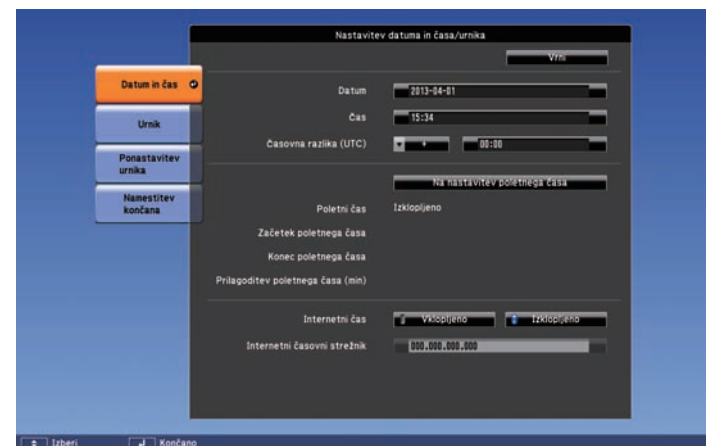 Nastavitev datuma in časa/urnika
Vrni
Datum in čas
Urnik
Ponastavitev
urnika
Namestitev
končana
Datum 2013-04-01
Čas 15:34
Časovna razlika (UTC) + 00:00
Na nastavitev poletnega časa
Poletni čas Izklopljeno
Začetek poletnega časa
Konec poletnega časa
Prilagoditev poletnega časa (min)
Internetni čas Vklopljeno Izklopljeno
Internetni časovni strežnik 000.000.000.000
Izberi Končano